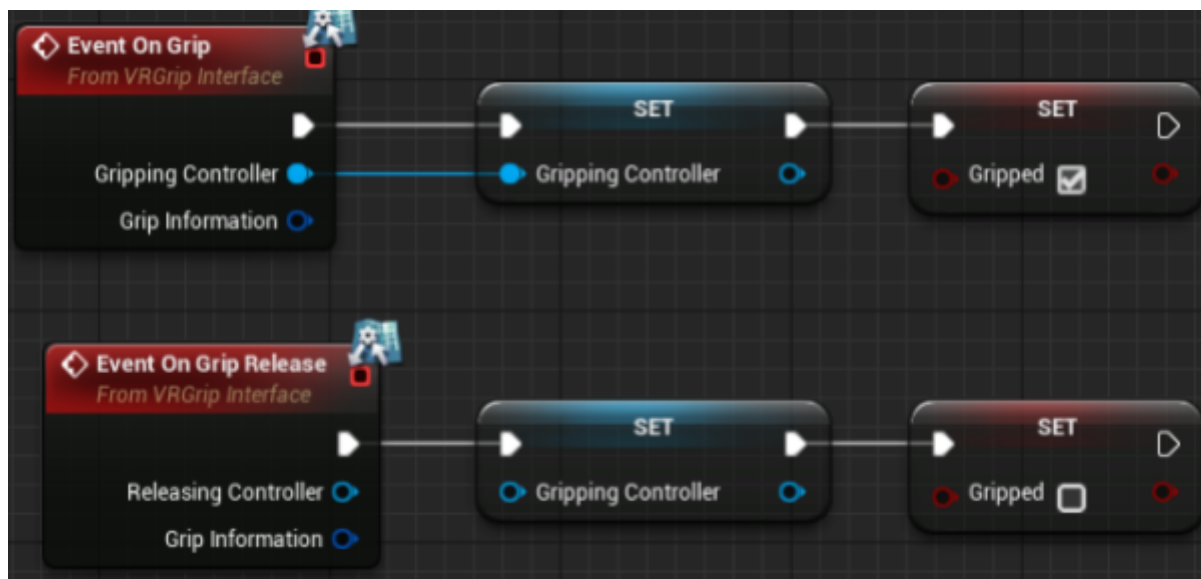 Event On Grip
From VRGrip Interface
Gripping Controller
Grip Information
SET
Gripping Controller
SET
Gripped
Event On Grip Release
From VRGrip Interface
Releasing Controller
Grip Information
SET
Gripping Controller
SET
Gripped